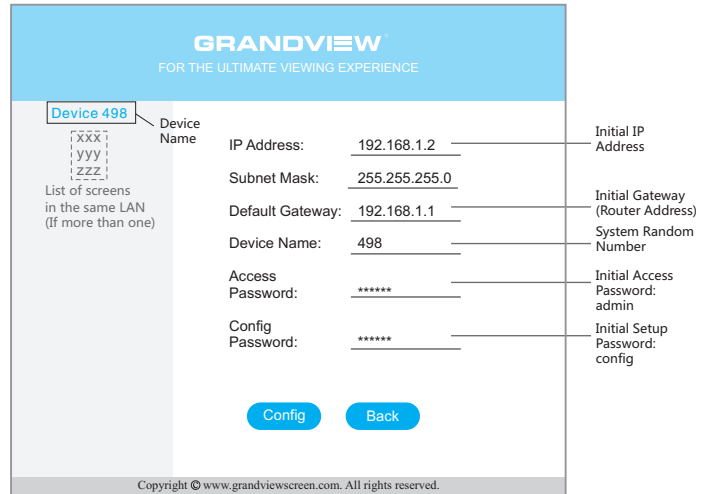 GRANDVIEW®
FOR THE ULTIMATE VIEWING EXPERIENCE
Device 498
Device
Name
xxx
yyy
zzz
List of screens
in the same LAN
(If more than one)
IP Address: 192.168.1.2
Initial IP
Address
Subnet Mask: 255.255.255.0
Default Gateway: 192.168.1.1
Initial Gateway
(Router Address)
Device Name: 498
System Random
Number
Access
Password: ******
Initial Access
Password:
admin
Config
Password: ******
Initial Setup
Password:
config
Config Back
Copyright © www.grandviewscreen.com. All rights reserved.